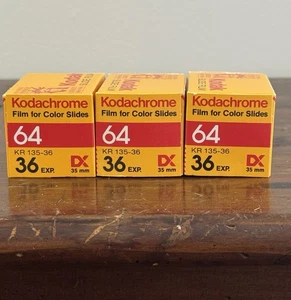 Kodak
Kodachrome
Film for Color Slides
64
KR 135-36
36 EXP.
DX
35 mm
Kodachrome
Film for Color Slides
64
KR 135-36
36 EXP.
DX
35 mm
Kodachrome
Film for Color Slides
64
KR 135-36
36 EXP.
DX
35 mm